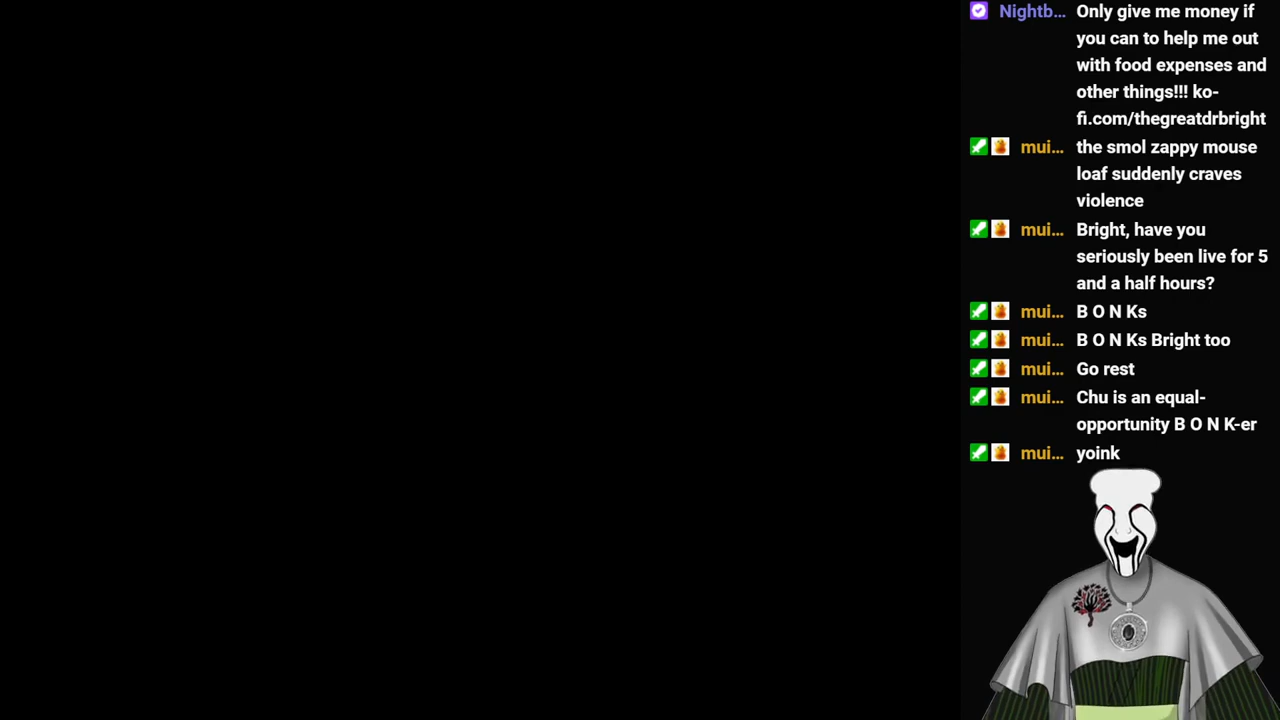 Nightb... Only give me money if
you can to help me out
with food expenses and
other things!!! ko-
fi.com/thegreatdrbright
mui... the smol zappy mouse
loaf suddenly craves
violence
mui... Bright, have you
seriously been live for 5
and a half hours?
mui... B O N Ks
mui... B O N Ks Bright too
mui... Go rest
mui... Chu is an equal-
opportunity B O N K-er
mui... yoink